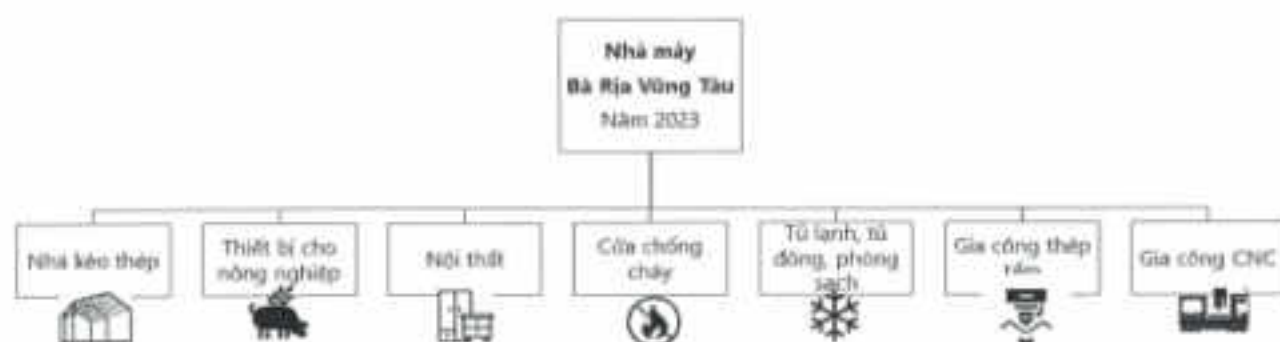 Nhà máy
Bà Rịa Vũng Tàu
Năm 2023
Nhà kéo thép
Thiết bị cho
nông nghiệp
Nội thất
Cửa chống
cháy
Tủ lạnh, tủ
đông, phòng
sạch
Gia công thép
tấm
Gia công CNC